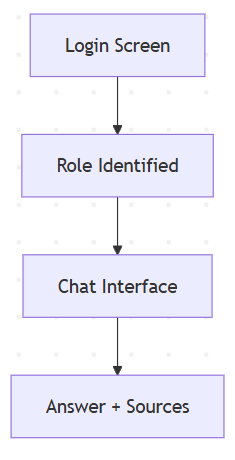 Login Screen
Role Identified
Chat Interface
Answer + Sources